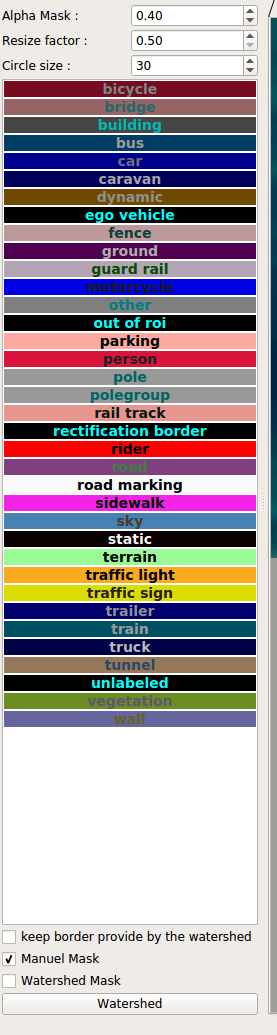 Alpha Mask : 0.40
Resize factor : 0.50
Circle size : 30
bicycle
bridge
building
bus
car
caravan
dynamic
ego vehicle
fence
ground
guard rail
motorcycle
other
out of roi
parking
person
pole
polegroup
rail track
rectification border
rider
road
road marking
sidewalk
sky
static
terrain
traffic light
traffic sign
trailer
train
truck
tunnel
unlabeled
vegetation
wall
keep border provide by the watershed
Manuel Mask
Watershed Mask
Watershed